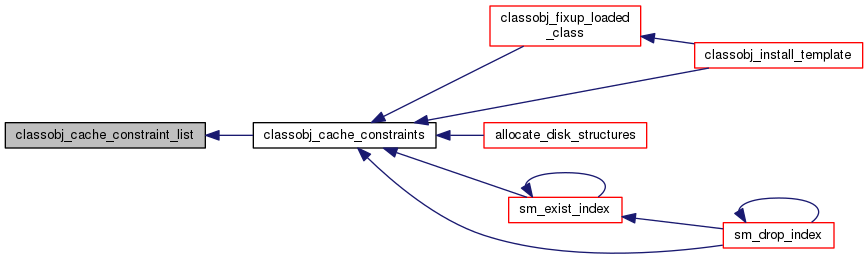 classobj_fixup_loaded
_class
classobj_install_template
classobj_cache_constraint_list
classobj_cache_constraints
allocate_disk_structures
sm_exist_index
sm_drop_index